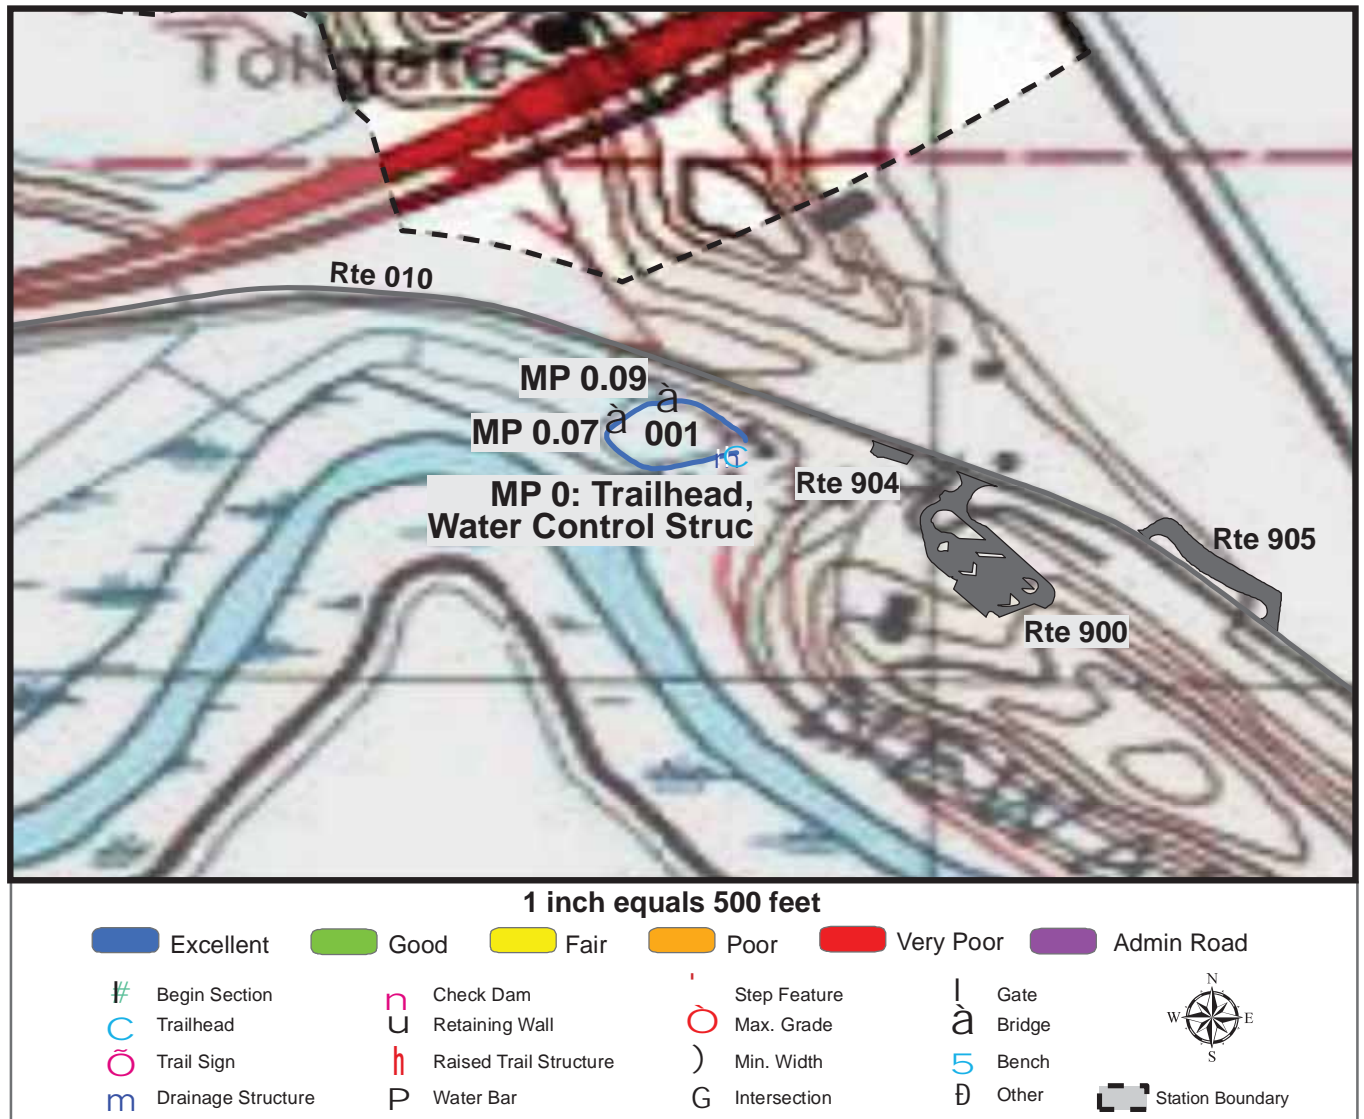 Tollgate
Rte 010
MP 0.09
à
à
MP 0.07
001
MP 0: Trailhead,
Water Control Struc
Rte 904
Rte 905
Rte 900
1 inch equals 500 feet
Excellent
Good
Fair
Poor
Very Poor
Admin Road
Begin Section
n Check Dam
' Step Feature
Gate
N
C Trailhead
u Retaining Wall
Ò Max. Grade
à Bridge
W E
Õ Trail Sign
h Raised Trail Structure
) Min. Width
5 Bench
S
m Drainage Structure
P Water Bar
G Intersection
Đ Other
Station Boundary